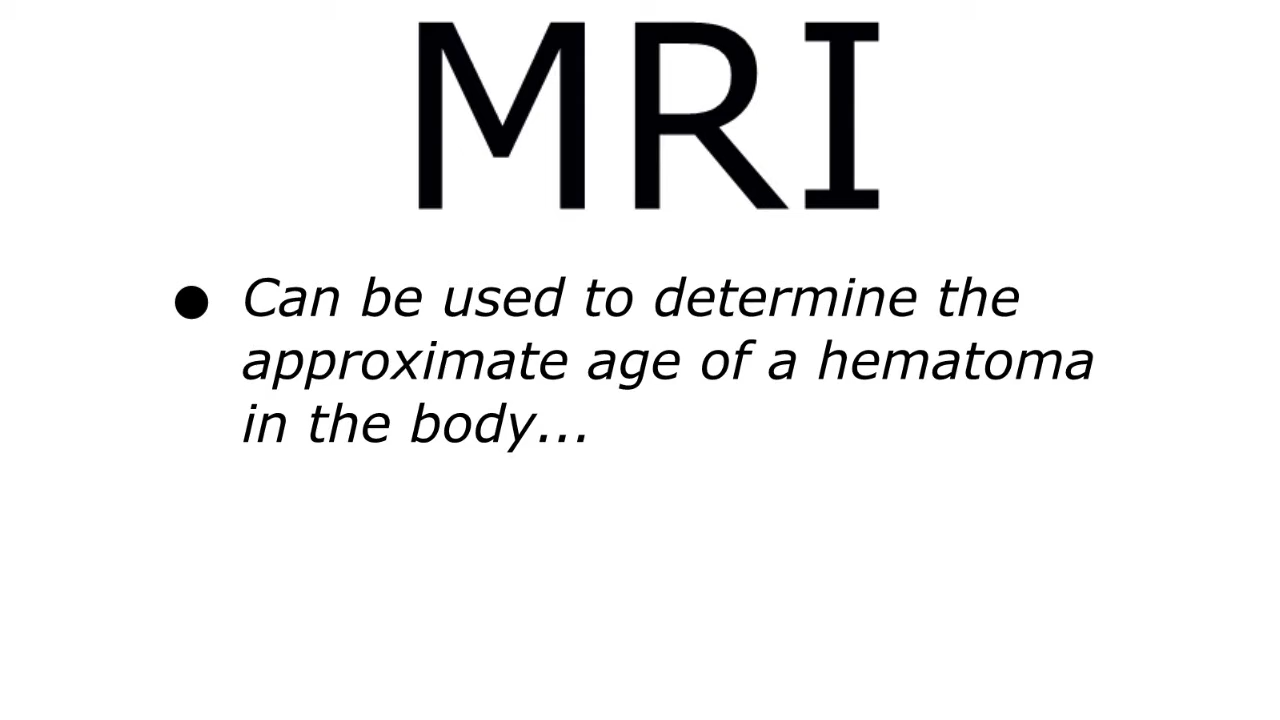 MRI
● Can be used to determine the
approximate age of a hematoma
in the body...